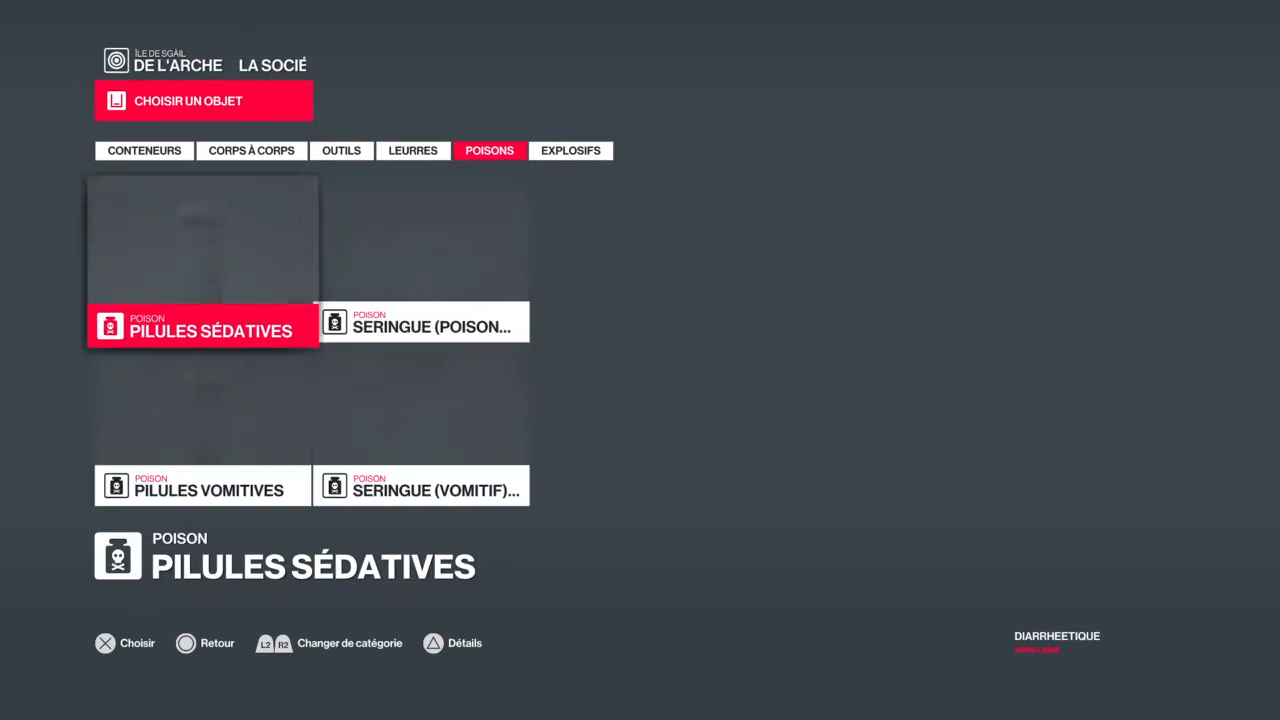 ÎLE DE SGÀIL
DE L'ARCHE LA SOCIÉ
CHOISIR UN OBJET
CONTENEURS CORPS À CORPS OUTILS LEURRES POISONS EXPLOSIFS
POISON
PILULES SÉDATIVES
POISON
SERINGUE (POISON...
POISON
PILULES VOMITIVES
POISON
SERINGUE (VOMITIF)...
POISON
PILULES SÉDATIVES
Choisir Retour L2 R2 Changer de catégorie Détails
DIARRHEETIQUE
HORS LIGNE